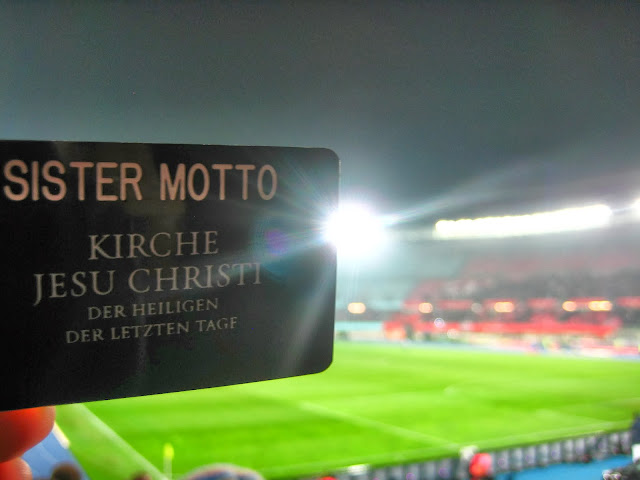 SISTER MOTTO
KIRCHE
JESU CHRISTI
DER HEILIGEN
DER LETZTEN TAGE